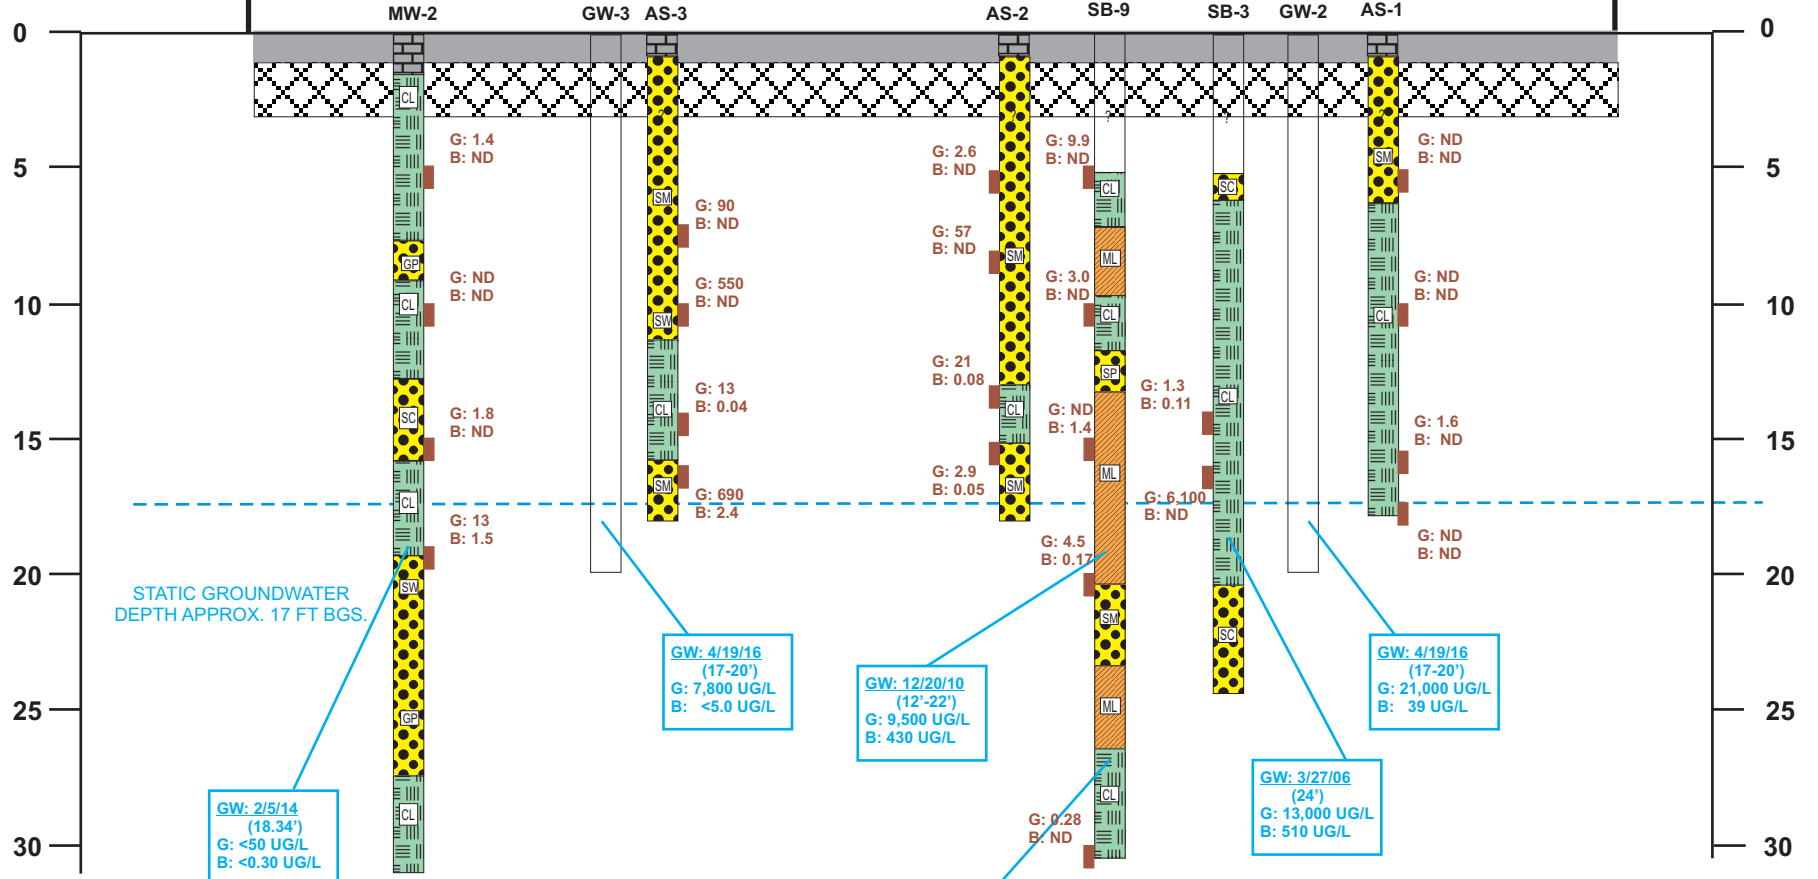 MW-2 GW-3 AS-3 AS-2 SB-9 SB-3 GW-2 AS-1
0 0
CL
?
? ?
G: 1.4
B: ND
G: 2.6
B: ND
G: 9.9
B: ND
G: ND
B: ND
SM
5 5
CL
SC
SM
G: 90
B: ND
G: 57
B: ND
GP
SM
ML
G: ND
B: ND
G: 550
B: ND
G: 3.0
B: ND
G: ND
B: ND
10 10
CL
SW
CL
CL
G: 21
B: 0.08
SP
G: 13
B: 0.04
G: 1.3
B: 0.11
CL
G: 1.8
B: ND
SC
CL
CL
G: ND
B: 1.4
G: 1.6
B: ND
15 15
G: 2.9
B: 0.05
ML
SM
SM
CL
G: 690
B: 2.4
G: 6,100
B: ND
G: 13
B: 1.5
G: 4.5
B: 0.17
G: ND
B: ND
20 20
SW
STATIC GROUNDWATER
DEPTH APPROX. 17 FT BGS.
SM
SC
GW: 4/19/16
(17-20’)
G: 7,800 UG/L
B: <5.0 UG/L
GW: 12/20/10
(12’-22’)
G: 9,500 UG/L
B: 430 UG/L
GW: 4/19/16
(17-20’)
G: 21,000 UG/L
B: 39 UG/L
25 25
GP
ML
GW: 2/5/14
(18.34’)
G: <50 UG/L
B: <0.30 UG/L
CL
CL
GW: 3/27/06
(24’)
G: 13,000 UG/L
B: 510 UG/L
G: 0.28
B: ND
30 30